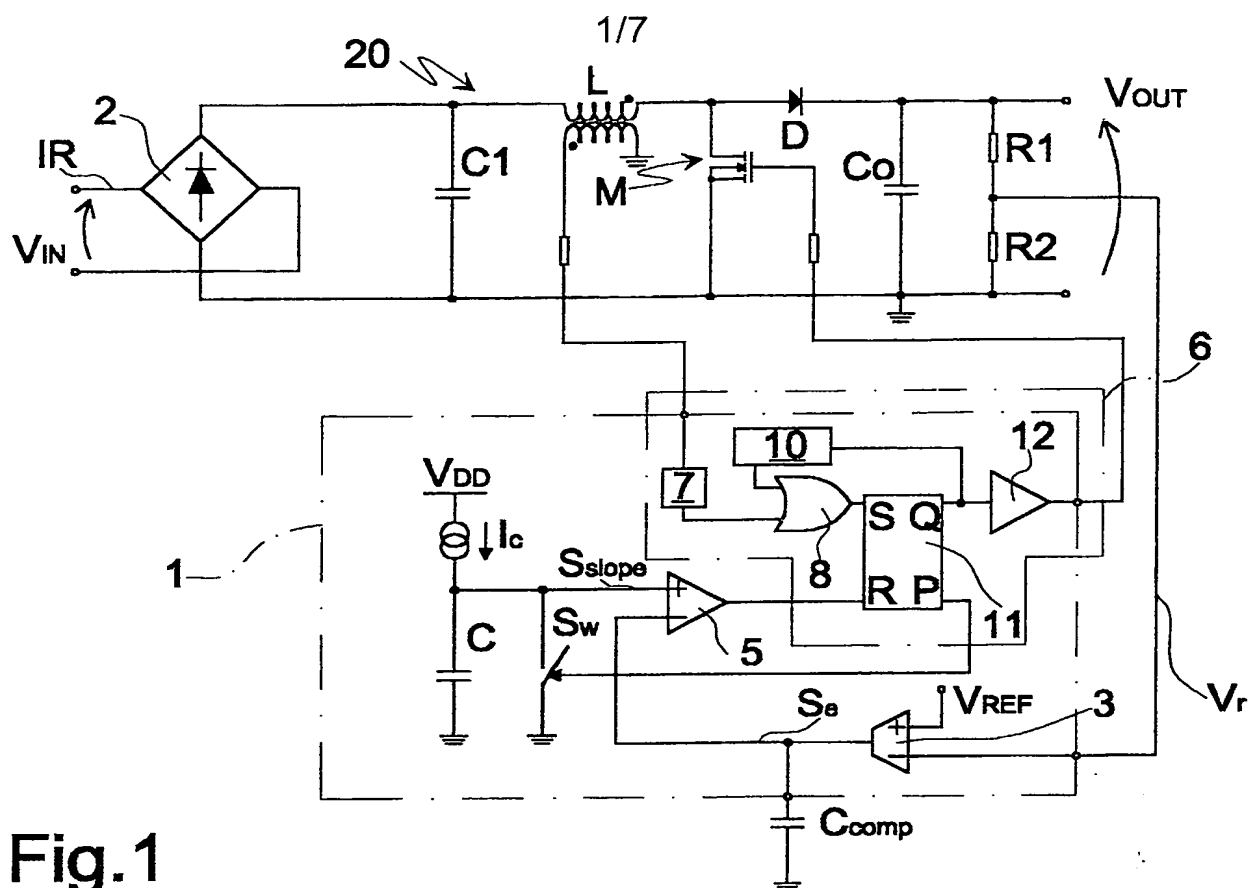 1/7
20
L
2
VOUT
IR
C1
D
R1
M
Co
VIN
R2
6
10
12
VDD
7
S Q
Ic
8
1
Sslope
R P
Sw
11
C
5
Se
VREF
3
Vr
Ccomp
Fig.1